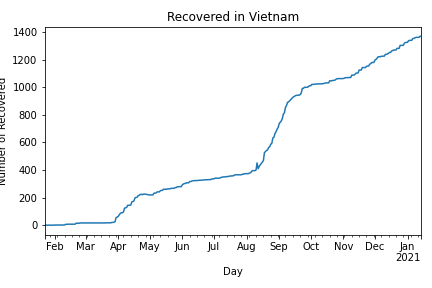 Recovered in Vietnam
Number of Recovered
1400
1200
1000
800
600
400
200
0
Feb Mar Apr May Jun Jul Aug Sep Oct Nov Dec Jan
2021
Day